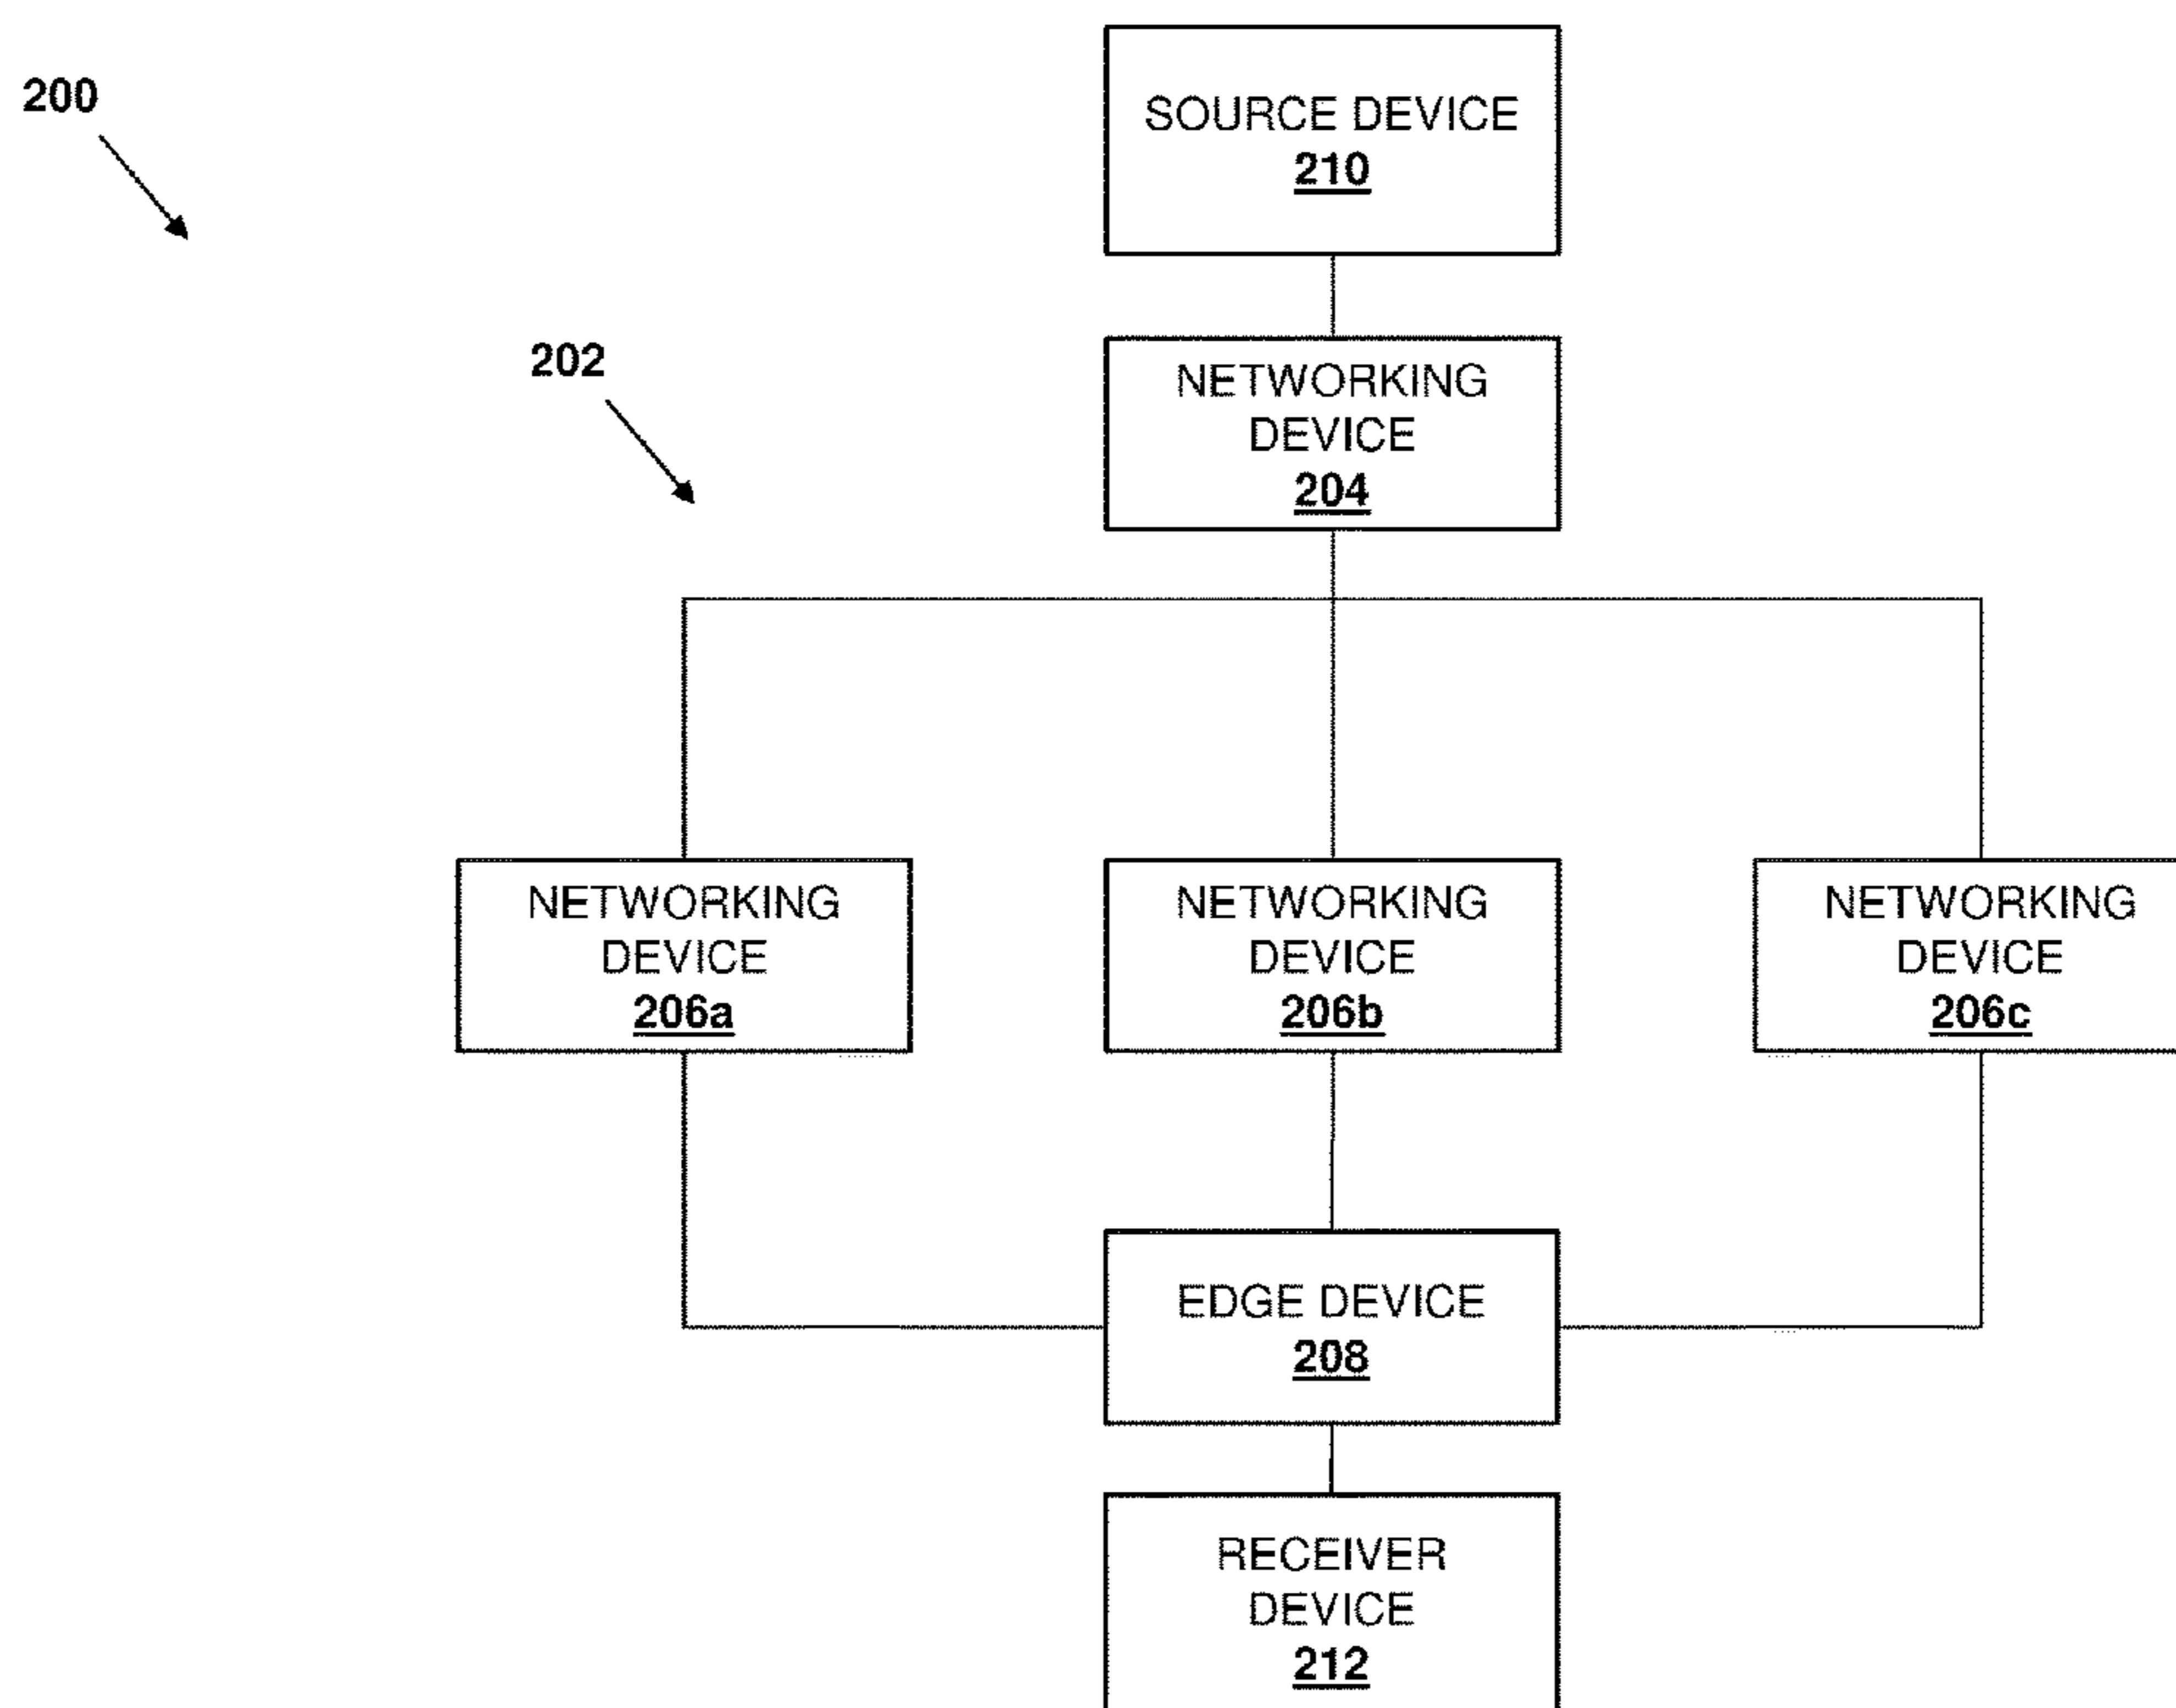 200
SOURCE DEVICE
210
202
NETWORKING
DEVICE
204
NETWORKING
DEVICE
206a
NETWORKING
DEVICE
206b
NETWORKING
DEVICE
206c
EDGE DEVICE
208
RECEIVER
DEVICE
212